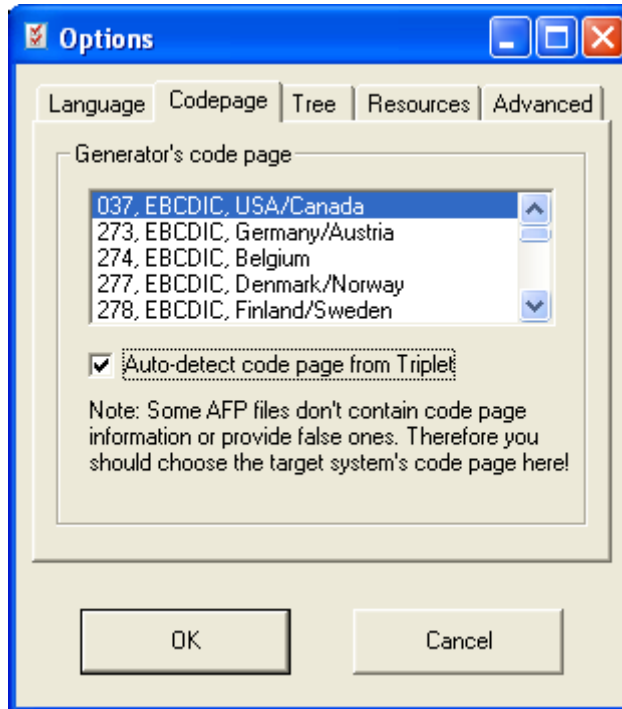 Options
Language Codepage Tree Resources Advanced
Generator's code page
037, EBCDIC, USA/Canada
273, EBCDIC, Germany/Austria
274, EBCDIC, Belgium
277, EBCDIC, Denmark/Norway
278, EBCDIC, Finland/Sweden
Auto-detect code page from Triplet
Note: Some AFP files don't contain code page
information or provide false ones. Therefore you
should choose the target system's code page here!
OK Cancel